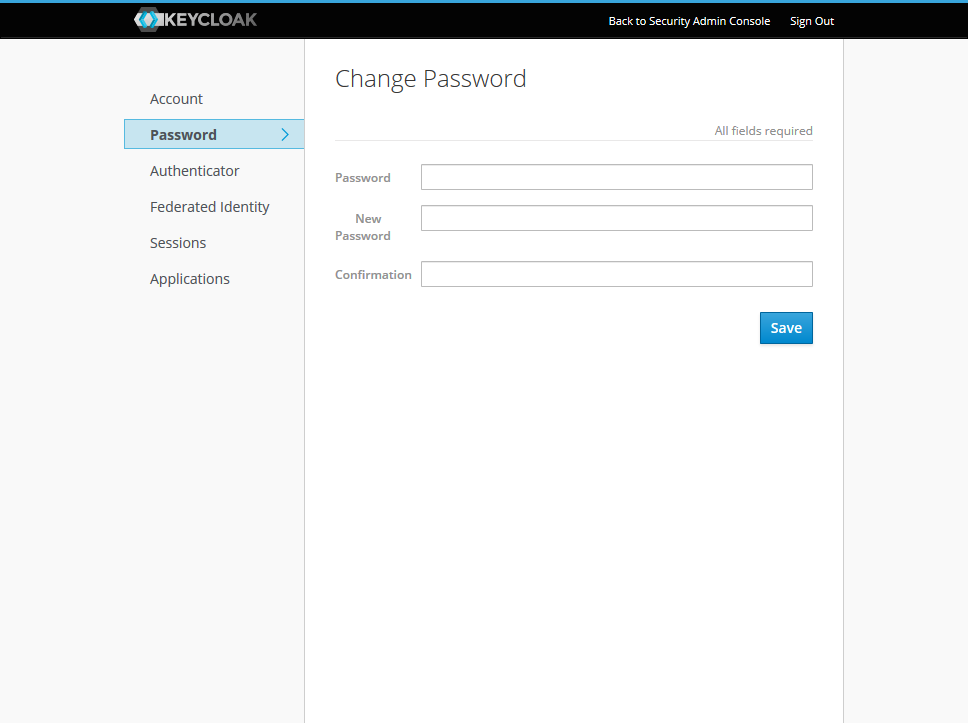 KEYCLOAK
Back to Security Admin Console
Sign Out
Account
Password
Authenticator
Federated Identity
Sessions
Applications
Change Password
All fields required
Password
New
Password
Confirmation
Save